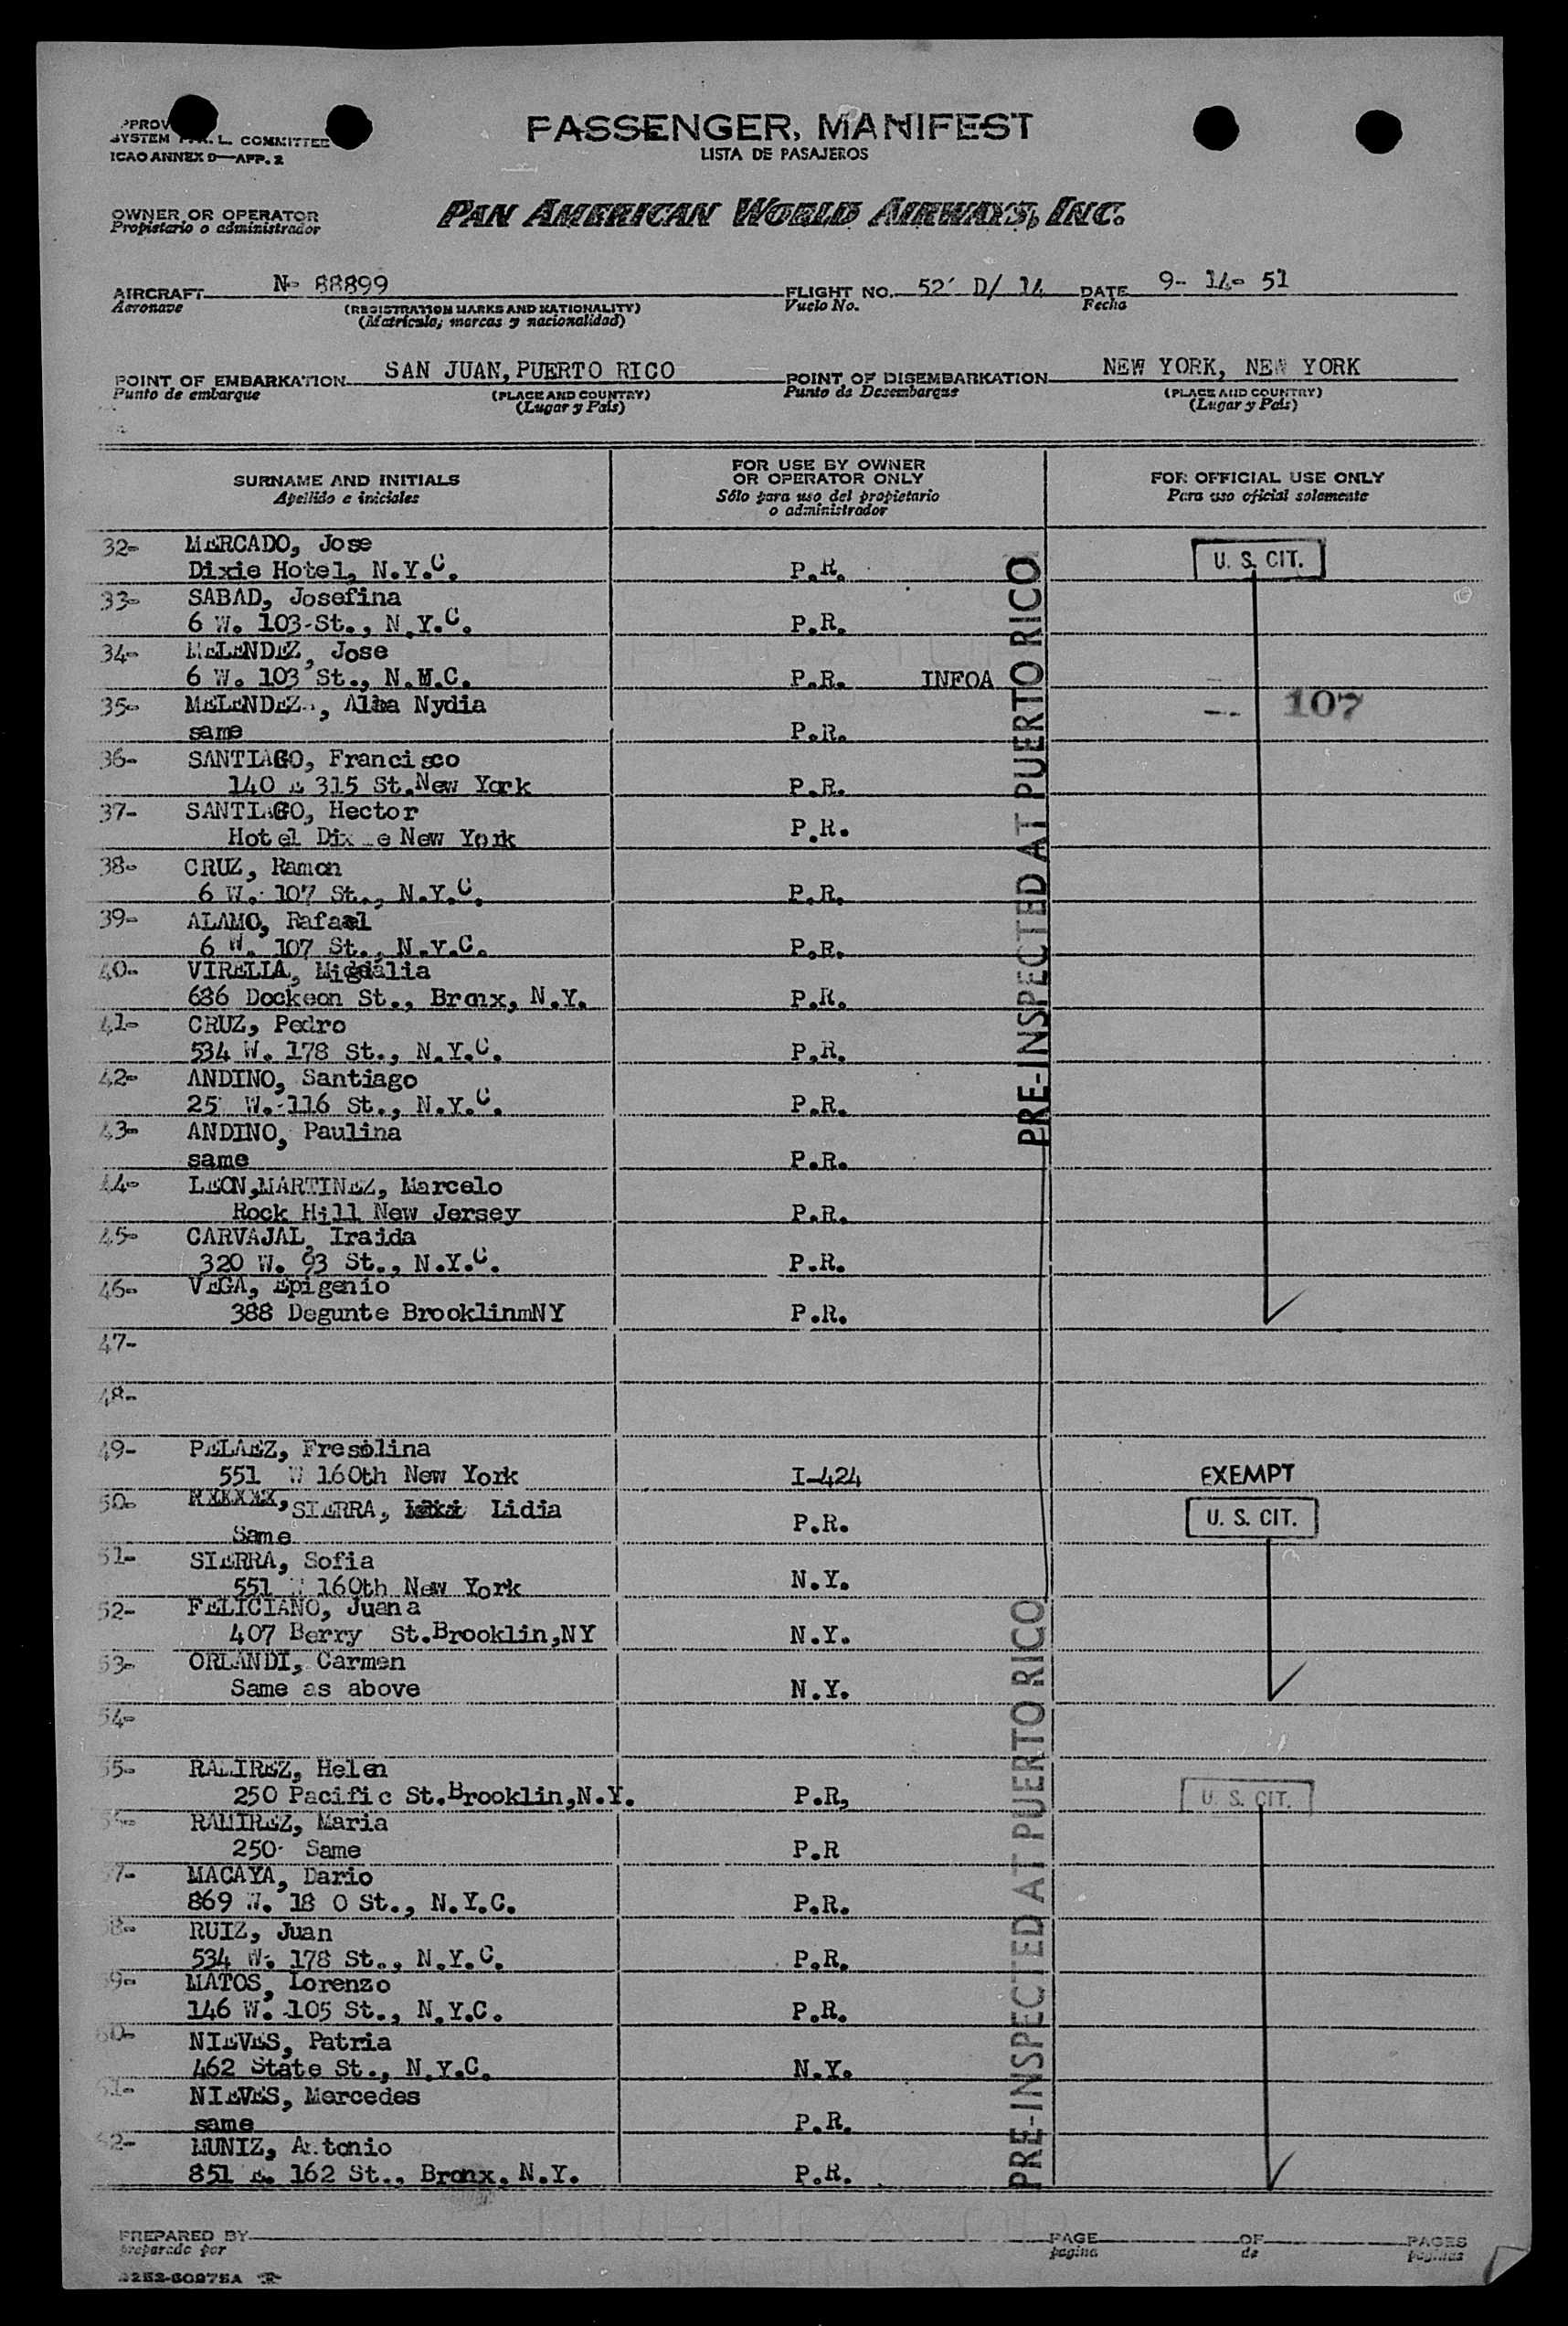 SYSTEM
L. COMMITTEE
ICAO ANNEX 9—APP. 2
PASSENGER MANIFEST
LISTA DE PASAJEROS
OWNER OR OPERATOR
Propietario o administrador
PAN AMERICAN WORLD AIRWAYS, INC.
AIRCRAFT N- 88899
Aeronave
(REGISTRATION MARKS AND NATIONALITY)
(Matrícula; marcas y nacionalidad)
FLIGHT NO. 52' D/ 14
Vuelo No.
DATE 9- 14- 51
Fecha
POINT OF EMBARKATION SAN JUAN, PUERTO RICO
Punto de embarque
(PLACE AND COUNTRY)
(Lugar y País)
POINT OF DISEMBARKATION NEW YORK, NEW YORK
Punto de Desembarque
(PLACE AND COUNTRY)
(Lugar y País)
SURNAME AND INITIALS
Apellido e iniciales
FOR USE BY OWNER
OR OPERATOR ONLY
Sólo para uso del propietario
o administrador
FOR OFFICIAL USE ONLY
Para uso oficial solamente
32- MERCADO, Jose
Dixie Hotel, N.Y.C. P.R. U. S. CIT.
33- SABAD, Josefina
6 W. 103 St., N.Y.C. P.R.
34- MELENDEZ, Jose
6 W. 103 St., N.M.C. P.R. INFOA
35- MELENDEZ, Alba Nydia 107
same P.R.
36- SANTIAGO, Francisco
140 E 315 St.New York P.R.
37- SANTIAGO, Hector
Hotel Dix e New York P.R.
38- CRUZ, Ramon
6 W. 107 St., N.Y.C. P.R.
39- ALAMO, Rafael
6 W. 107 St., N.Y.C. P.R.
40- VIRELLA, Migdalia
686 Dockeon St., Bronx, N.Y. P.R.
41- CRUZ, Pedro
534 W. 178 St., N.Y.C. P.R.
42- ANDINO, Santiago
25 W. 116 St., N.Y.C. P.R.
43- ANDINO, Paulina
same P.R.
44- LEON,MARTINEZ, Marcelo
Rock Hill New Jersey P.R.
45- CARVAJAL, Iraida
320 W. 93 St., N.Y.C. P.R.
46- VEGA, Epigenio
388 Degunte BrooklinmNY P.R.
PRE-INSPECTED AT PUERTO RICO
47-
48-
49- PELAEZ, Fresolina
551 W 160th New York I-424 EXEMPT
50- SIERRA, Lidia
Same P.R. U. S. CIT.
51- SIERRA, Sofia
551 W 160th New York N.Y.
52- FELICIANO, Juana
407 Berry St.Brooklin,NY N.Y.
53- ORLANDI, Carmen
Same as above N.Y.
54-
55- RAMIREZ, Helen
250 Pacific St.Brooklin,N.Y. P.R, U. S. CIT.
56- RAMIREZ, Maria
250- Same P.R
57- MACAYA, Dario
869 W. 18 0 St., N.Y.C. P.R.
58- RUIZ, Juan
534 W. 178 St., N.Y.C. P.R.
59- MATOS, Lorenzo
146 W. 105 St., N.Y.C. P.R.
60- NIEVES, Patria
462 State St., N.Y.C. N.Y.
61- NIEVES, Mercedes
same P.R.
62- MUNIZ, Antonio
851 E. 162 St., Bronx, N.Y. P.R.
PRE-INSPECTED AT PUERTO RICO
PREPARED BY
preparado por
PAGE
página
OF
de
PAGES
páginas